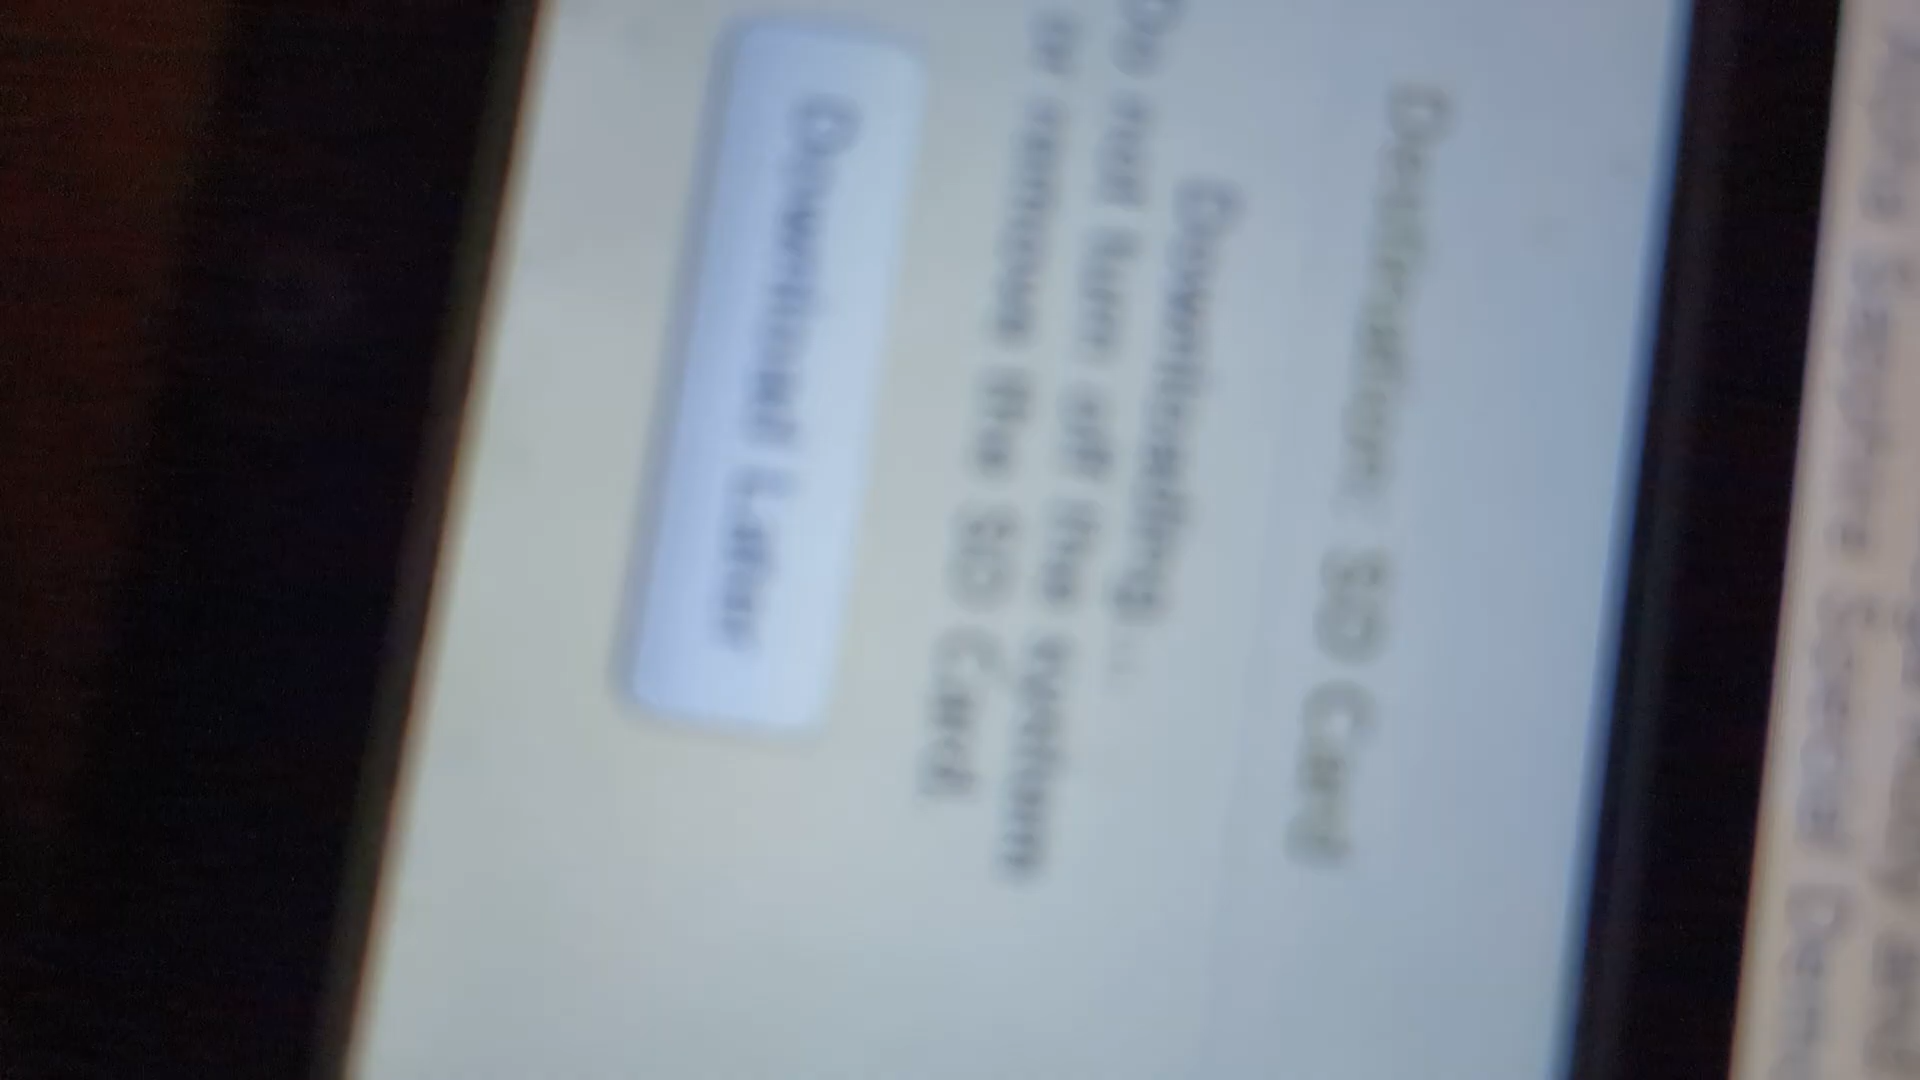 Destination: SD Card
Downloading...
Do not turn off the system
or remove the SD Card.
Download Later